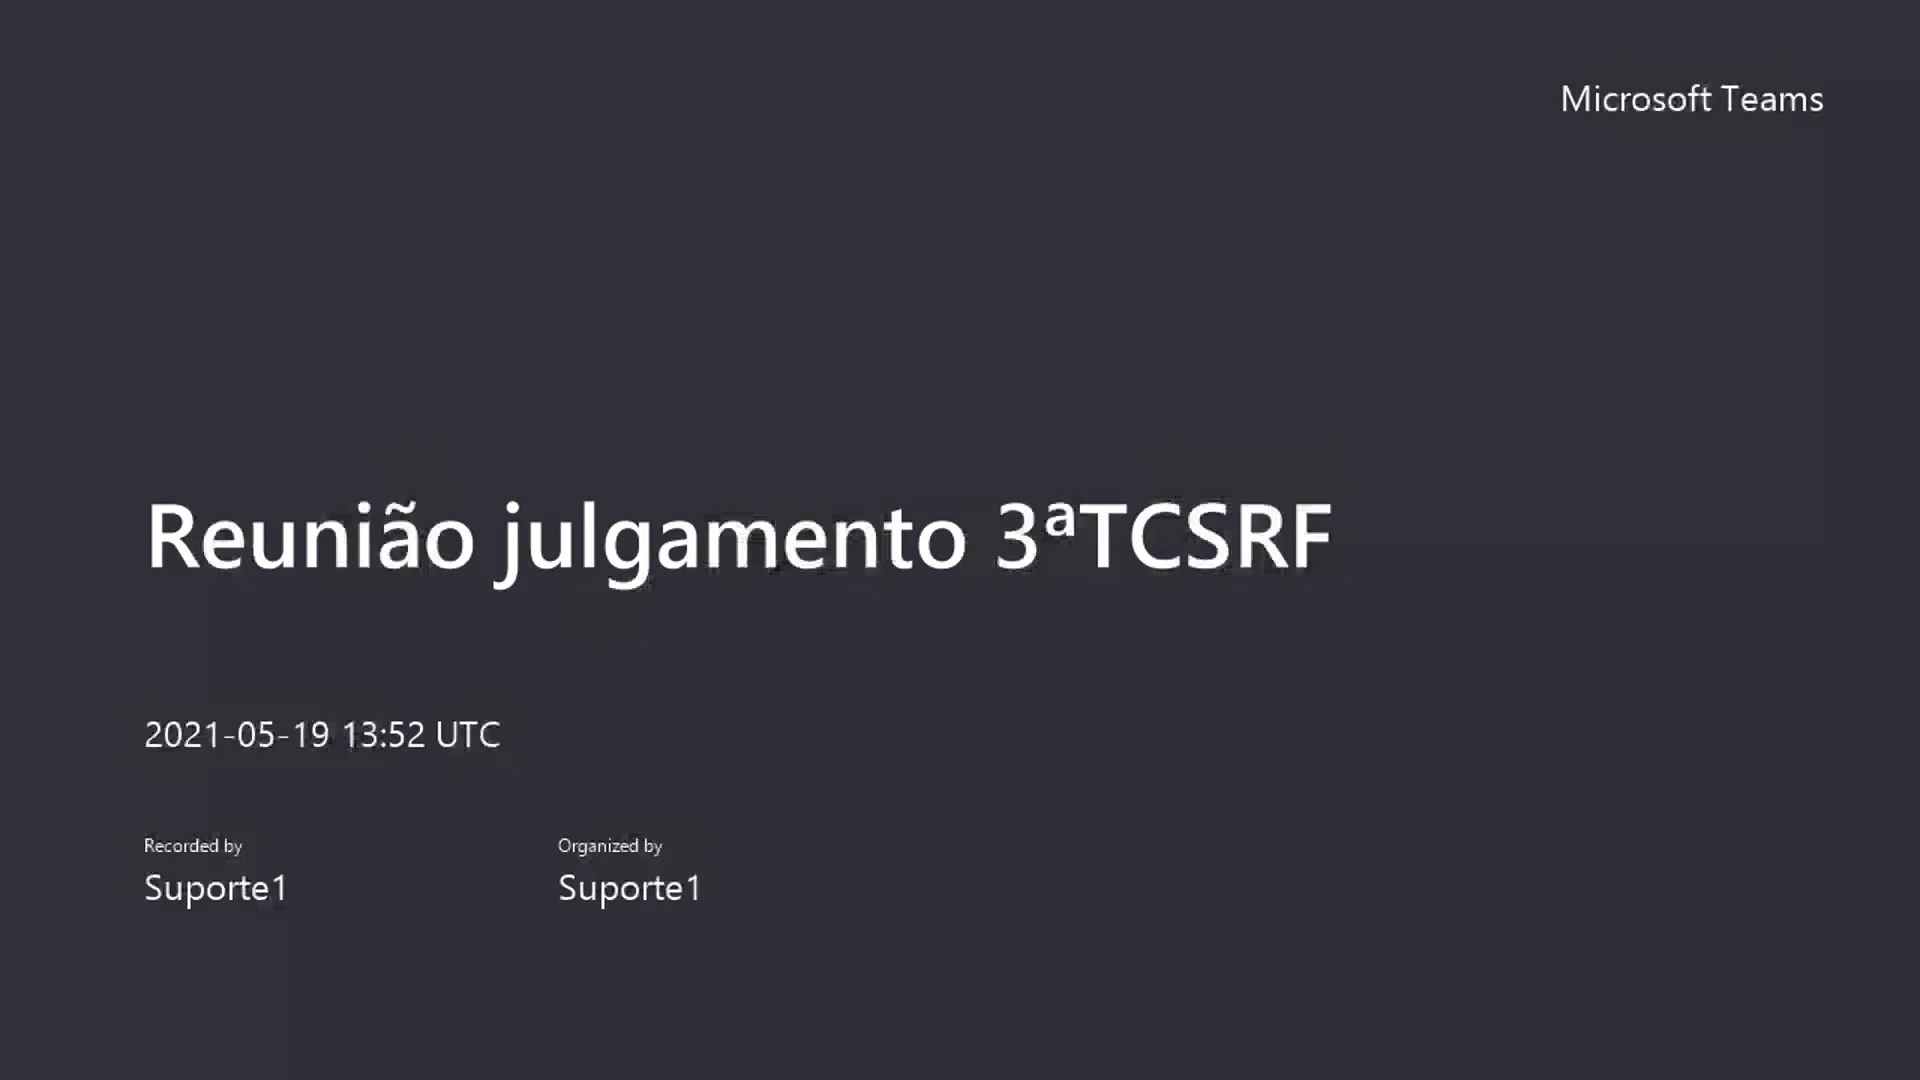 Microsoft Teams
Reunião julgamento 3ªTCSRF
2021-05-19 13:52 UTC
Recorded by
Suporte1
Organized by
Suporte1